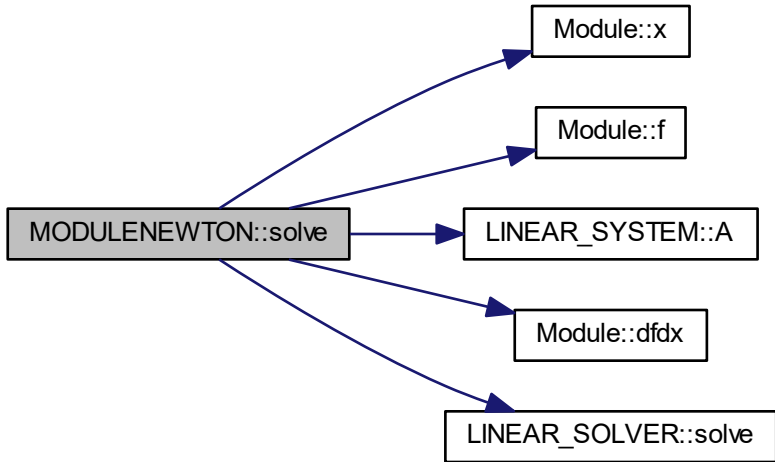 Module::x
Module::f
MODULENEWTON::solve
LINEAR_SYSTEM::A
Module::dfdx
LINEAR_SOLVER::solve